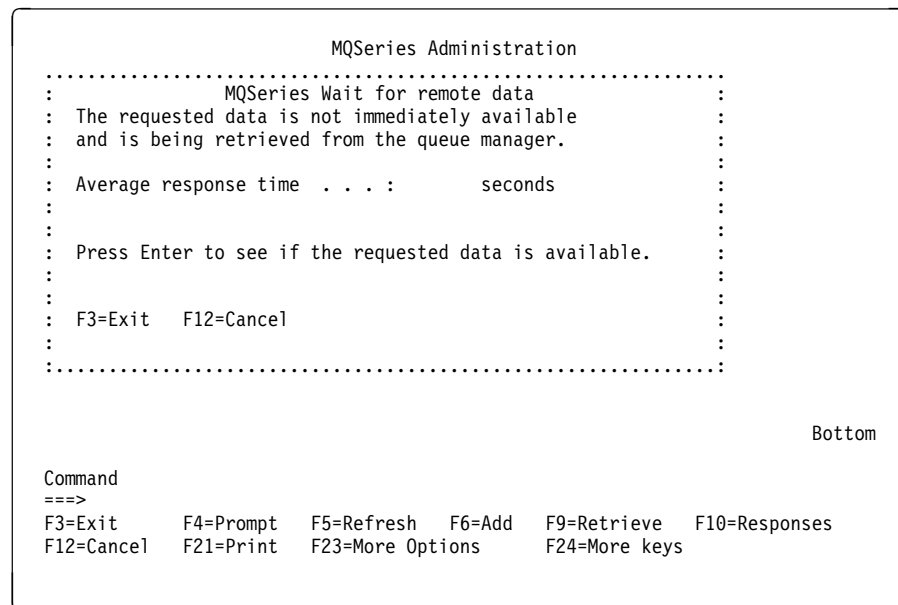 MQSeries Administration
................................................................
: MQSeries Wait for remote data :
: The requested data is not immediately available :
: and is being retrieved from the queue manager. :
: :
: Average response time . . . : seconds :
: :
: :
: Press Enter to see if the requested data is available. :
: :
: :
: F3=Exit F12=Cancel :
: :
:..............................................................:
Bottom
Command
===>
F3=Exit F4=Prompt F5=Refresh F6=Add F9=Retrieve F10=Responses
F12=Cancel F21=Print F23=More Options F24=More keys